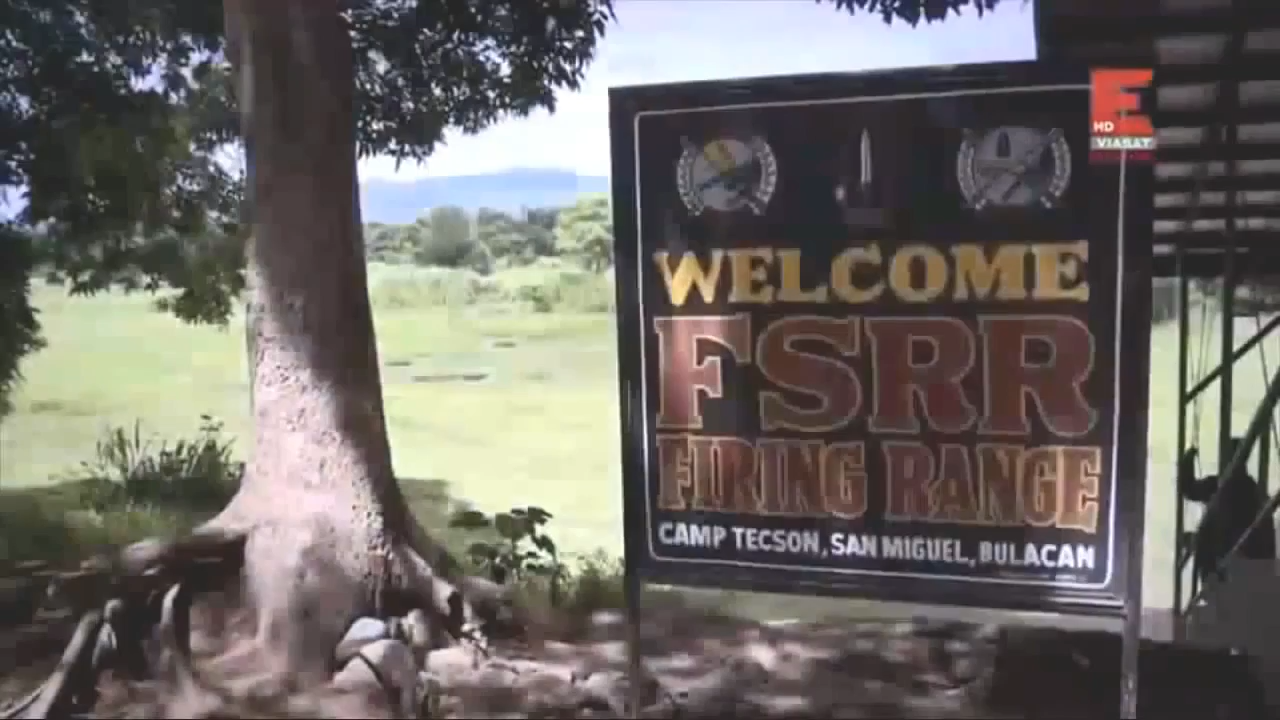 E
HD
VIASAT
WELCOME
FSRR
FIRING RANGE
CAMP TECSON, SAN MIGUEL, BULACAN